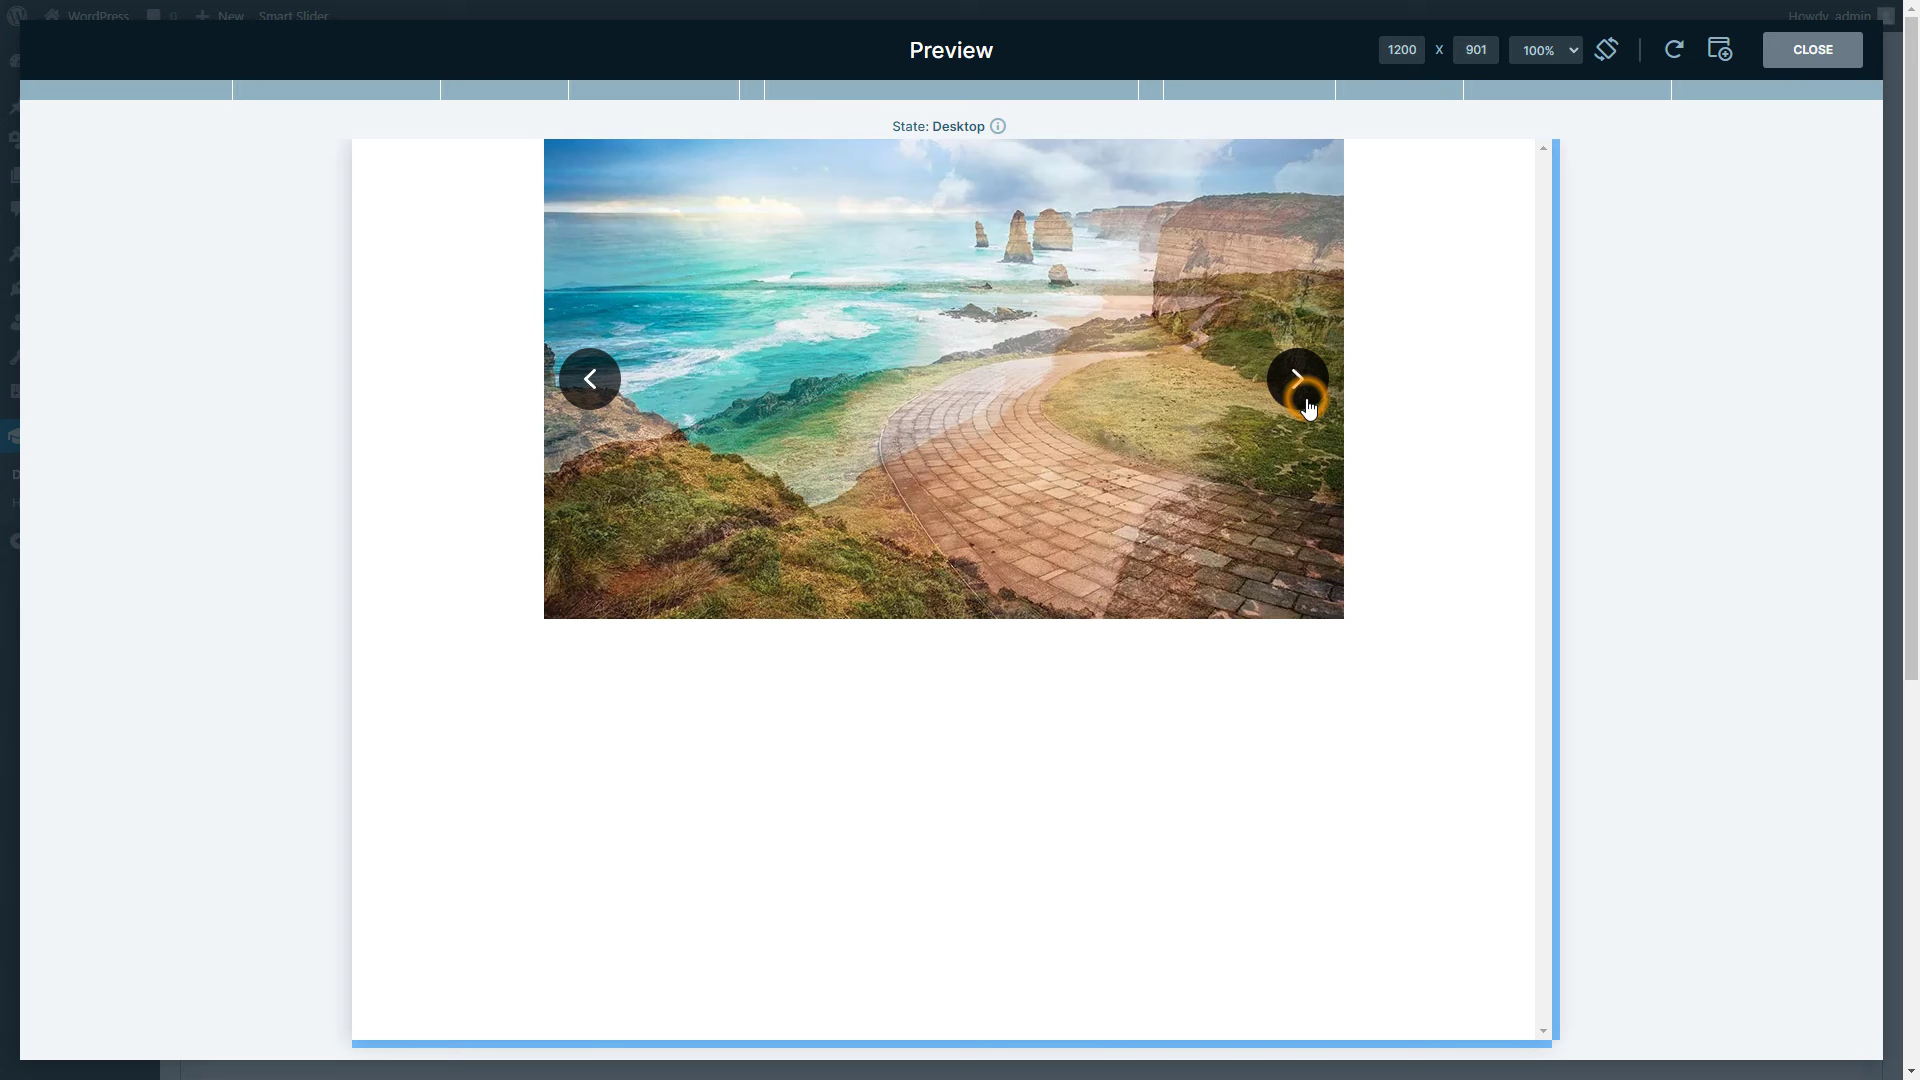 WordPress 0 New Smart Slider Howdy, admin
Preview 1200 X 901 100% CLOSE
State: Desktop